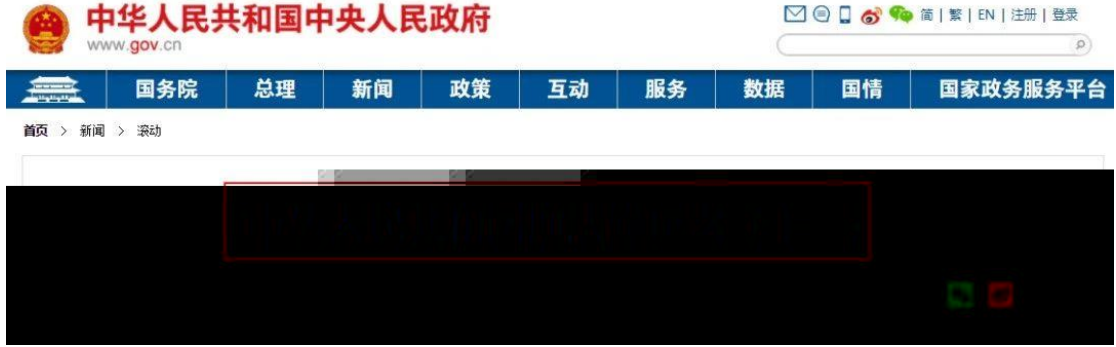 中华人民共和国中央人民政府
www.gov.cn
简 | 繁 | EN | 注册 | 登录
国务院 总理 新闻 政策 互动 服务 数据 国情 国家政务服务平台
首页 > 新闻 > 滚动